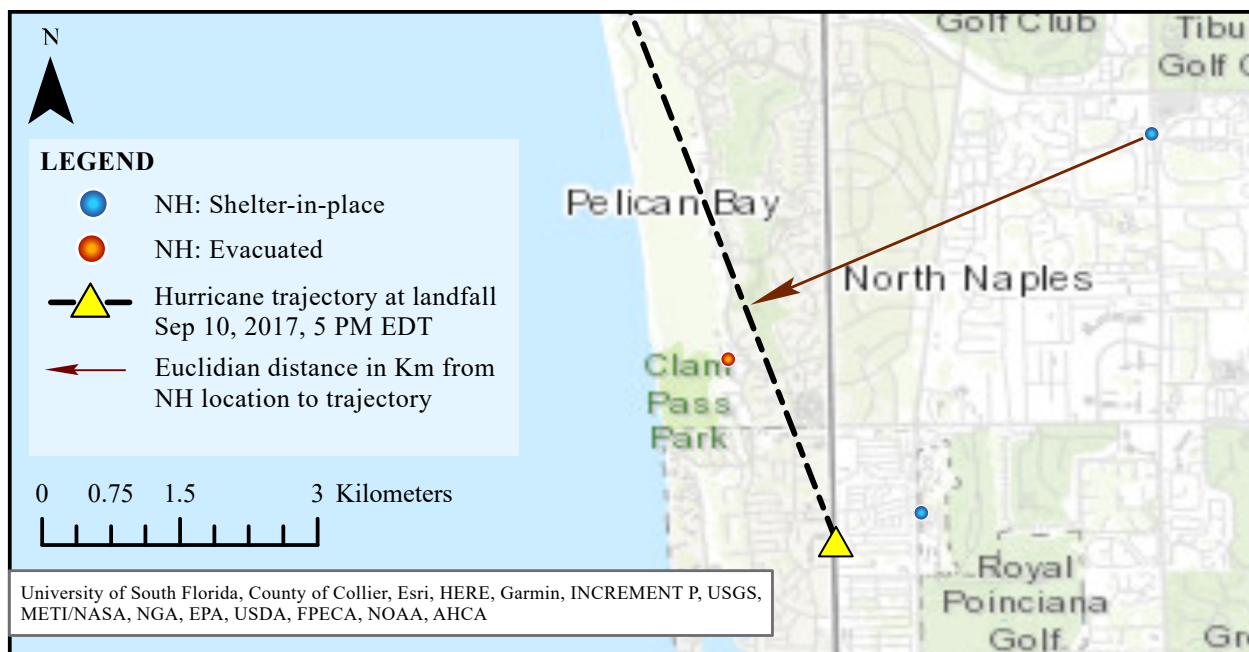 Golf Club
Tibu
Golf C
N
LEGEND
NH: Shelter-in-place
NH: Evacuated
Hurricane trajectory at landfall
Sep 10, 2017, 5 PM EDT
Euclidian distance in Km from
NH location to trajectory
Pelican Bay
North Naples
Clam
Pass
Park
0 0.75 1.5 3 Kilometers
Royal
Poinciana
Golf.
Gr
University of South Florida, County of Collier, Esri, HERE, Garmin, INCREMENT P, USGS,
METI/NASA, NGA, EPA, USDA, FPECA, NOAA, AHCA